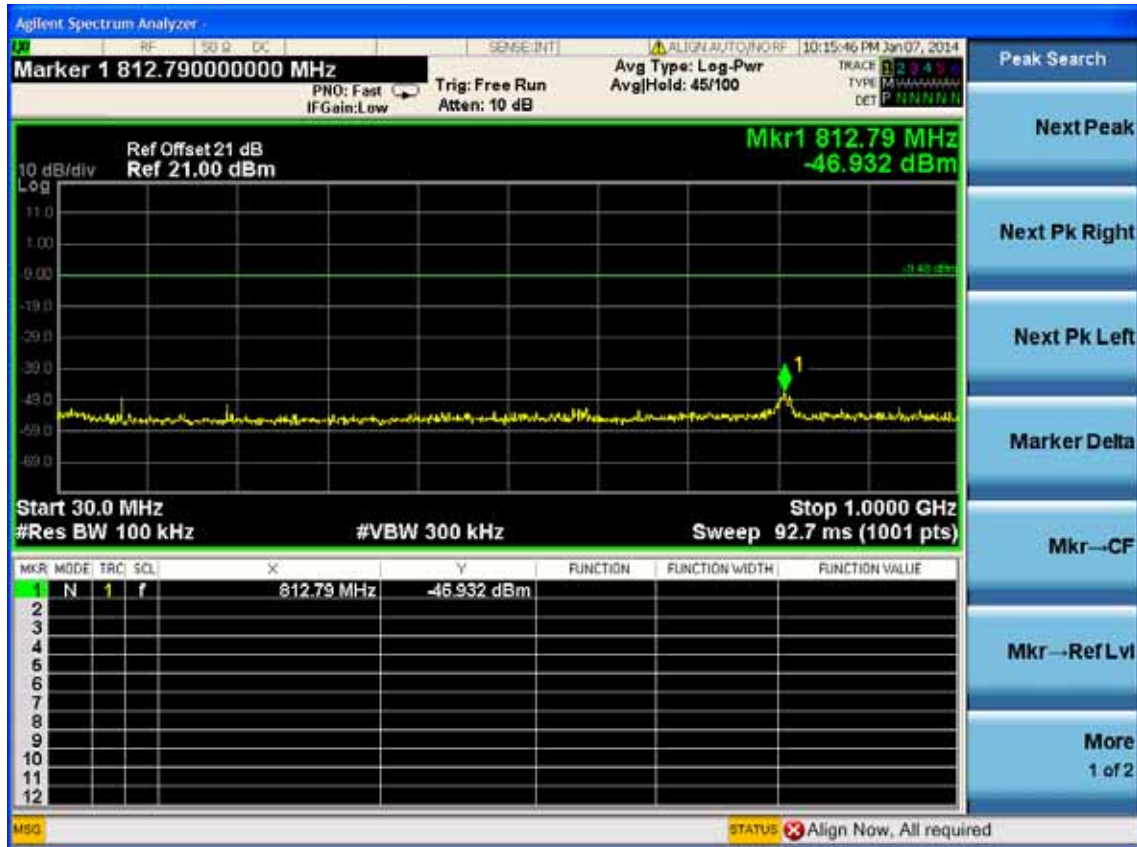 Agilent Spectrum Analyzer -
RF 50 Ω DC SENSE:INT ALIGN AUTO/NO RF 10:15:46 PM Jan 07, 2014
Marker 1 812.790000000 MHz
PNO: Fast
IFGain:Low
Trig: Free Run
Atten: 10 dB
Avg Type: Log-Pwr
Avg|Hold: 45/100
TRACE 1 2 3 4 5 6
TYPE M
DET P N N N N N
Ref Offset 21 dB
10 dB/div Ref 21.00 dBm
Log
Mkr1 812.79 MHz
-46.932 dBm
11.0
1.00
-9.00
-19.0
-29.0
-39.0
-49.0
-59.0
-69.0
1
Start 30.0 MHz Stop 1.0000 GHz
#Res BW 100 kHz #VBW 300 kHz Sweep 92.7 ms (1001 pts)
MKR MODE TRC SCL X Y FUNCTION FUNCTION WIDTH FUNCTION VALUE
1 N 1 f 812.79 MHz -46.932 dBm
2
3
4
5
6
7
8
9
10
11
12
MSG STATUS Align Now, All required
Peak Search
Next Peak
Next Pk Right
Next Pk Left
Marker Delta
Mkr→CF
Mkr→Ref Lvl
More
1 of 2